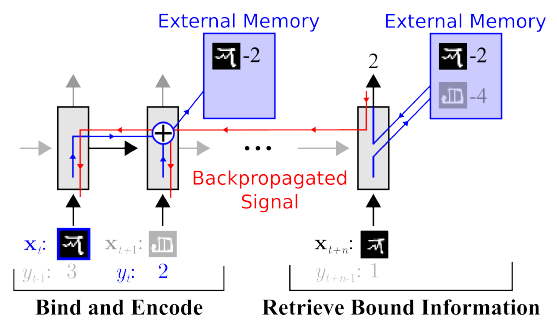 External Memory
External Memory
-2
2
-2
-4
Backpropagated
Signal
xₜ:
xₜ₊₁:
xₜ₊ₙ:
yₜ₋₁: 3
yₜ: 2
yₜ₊ₙ₋₁: 1
Bind and Encode
Retrieve Bound Information